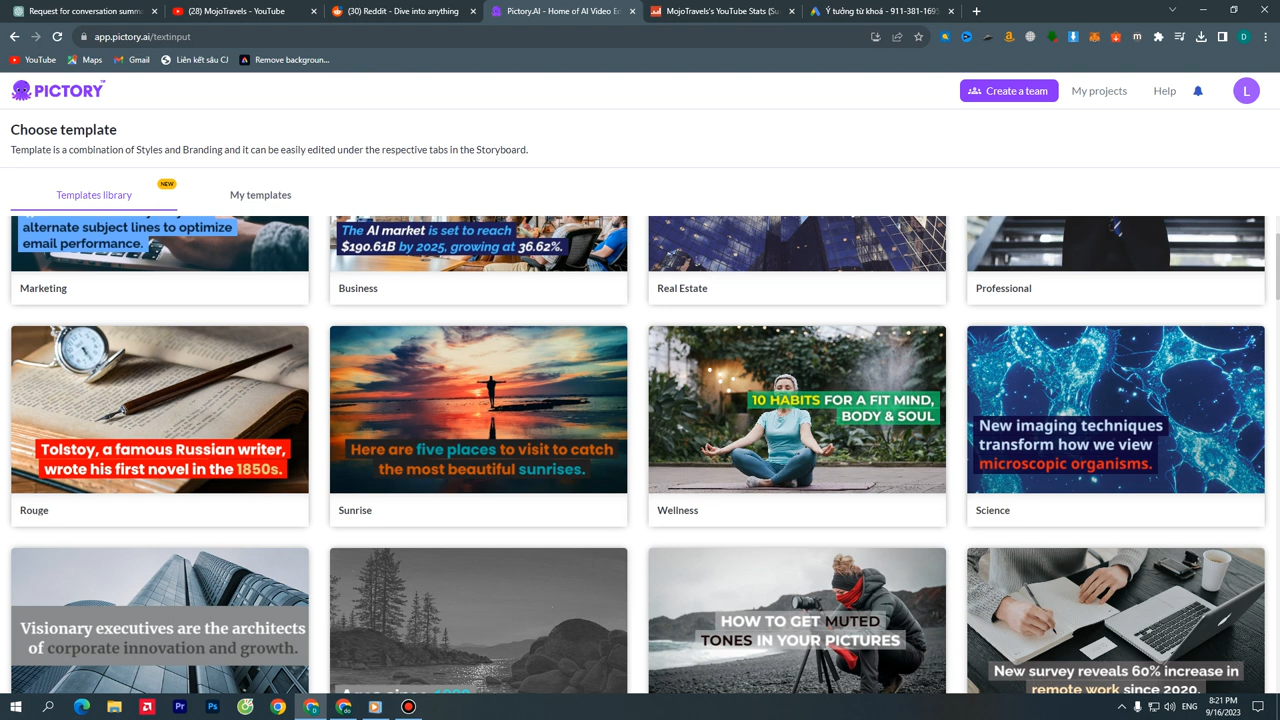 Request for conversation summ
(28) MojoTravels - YouTube
(30) Reddit - Dive into anything
Pictory.AI - Home of AI Video Ed
MojoTravels's YouTube Stats (Su
Ý tưởng từ khoá - 911-381-1695
app.pictory.ai/textinput
YouTube
Maps
Gmail
Liên kết sâu CJ
Remove backgroun...
PICTORY
Create a team
My projects
Help
L
Choose template
Template is a combination of Styles and Branding and it can be easily edited under the respective tabs in the Storyboard.
Templates library
NEW
My templates
alternate subject lines to optimize
email performance.
The AI market is set to reach
$190.61B by 2025, growing at 36.62%.
Marketing
Business
Real Estate
Professional
Tolstoy, a famous Russian writer,
wrote his first novel in the 1850s.
Here are five places to visit to catch
the most beautiful sunrises.
10 HABITS FOR A FIT MIND,
BODY & SOUL
New imaging techniques
transform how we view
microscopic organisms.
Rouge
Sunrise
Wellness
Science
Visionary executives are the architects
of corporate innovation and growth.
HOW TO GET MUTED
TONES IN YOUR PICTURES
New survey reveals 60% increase in
remote work since 2020.
ENG
8:21 PM
9/16/2023